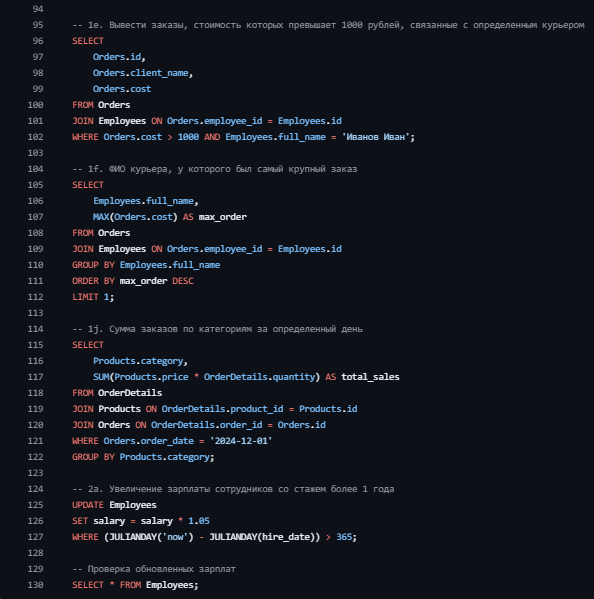 94
95 -- 1e. Вывести заказы, стоимость которых превышает 1000 рублей, связанные с определенным курьером
96 SELECT
97     Orders.id,
98     Orders.client_name,
99     Orders.cost
100 FROM Orders
101 JOIN Employees ON Orders.employee_id = Employees.id
102 WHERE Orders.cost > 1000 AND Employees.full_name = 'Иванов Иван';
103
104 -- 1f. ФИО курьера, у которого был самый крупный заказ
105 SELECT
106     Employees.full_name,
107     MAX(Orders.cost) AS max_order
108 FROM Orders
109 JOIN Employees ON Orders.employee_id = Employees.id
110 GROUP BY Employees.full_name
111 ORDER BY max_order DESC
112 LIMIT 1;
113
114 -- 1j. Сумма заказов по категориям за определенный день
115 SELECT
116     Products.category,
117     SUM(Products.price * OrderDetails.quantity) AS total_sales
118 FROM OrderDetails
119 JOIN Products ON OrderDetails.product_id = Products.id
120 JOIN Orders ON OrderDetails.order_id = Orders.id
121 WHERE Orders.order_date = '2024-12-01'
122 GROUP BY Products.category;
123
124 -- 2a. Увеличение зарплаты сотрудников со стажем более 1 года
125 UPDATE Employees
126 SET salary = salary * 1.05
127 WHERE (JULIANDAY('now') - JULIANDAY(hire_date)) > 365;
128
129 -- Проверка обновленных зарплат
130 SELECT * FROM Employees;